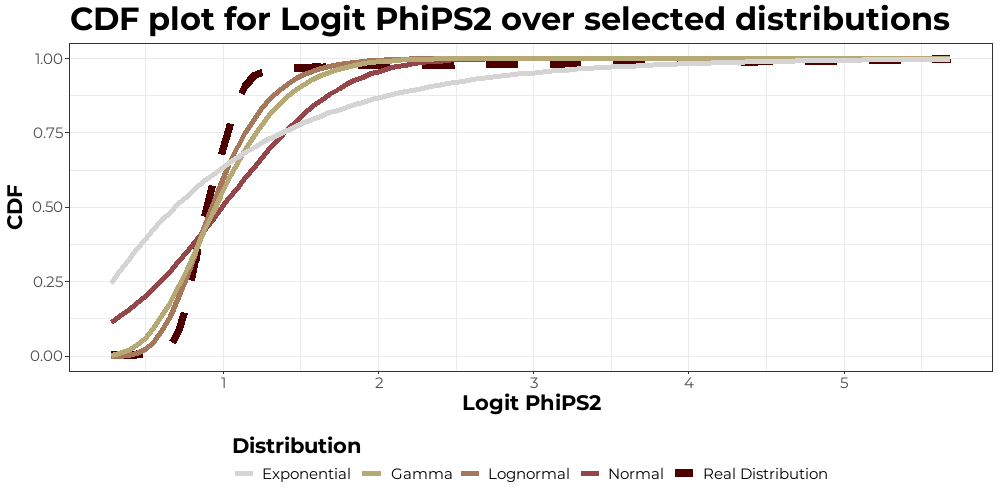 CDF plot for Logit PhiPS2 over selected distributions
1.00
0.75
0.50
0.25
0.00
CDF
1 2 3 4 5
Logit PhiPS2
Distribution
Exponential Gamma Lognormal Normal Real Distribution